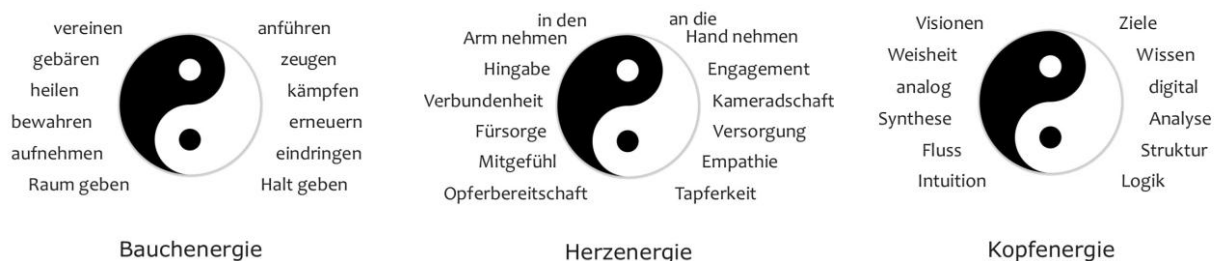 vereinen
gebären
heilen
bewahren
aufnehmen
Raum geben
anführen
zeugen
kämpfen
erneuern
eindringen
Halt geben
Bauchenergie
in den
Arm nehmen
Hingabe
Verbundenheit
Fürsorge
Mitgefühl
Opferbereitschaft
an die
Hand nehmen
Engagement
Kameradschaft
Versorgung
Empathie
Tapferkeit
Herzenergie
Visionen
Weisheit
analog
Synthese
Fluss
Intuition
Ziele
Wissen
digital
Analyse
Struktur
Logik
Kopfenergie